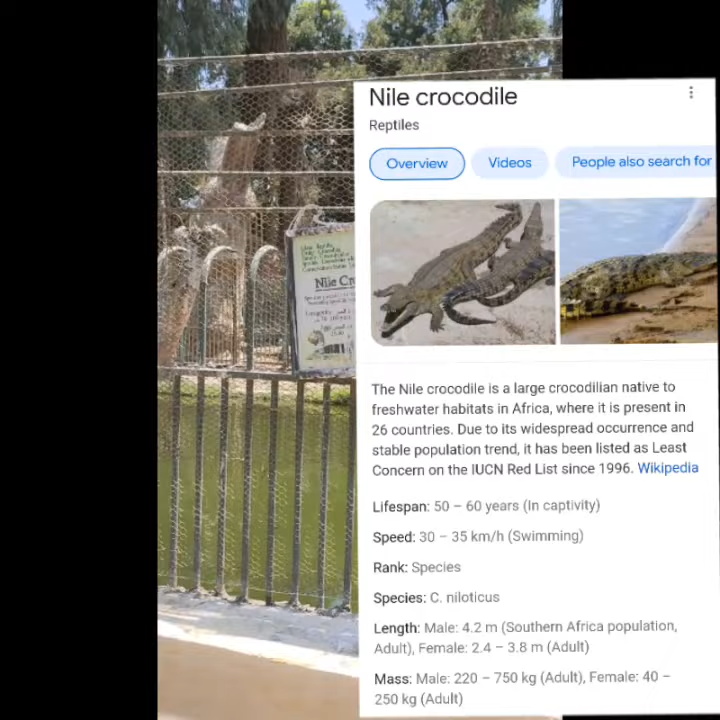 Nile Cr
Nile crocodile
Reptiles
Overview
Videos
People also search for
The Nile crocodile is a large crocodilian native to
freshwater habitats in Africa, where it is present in
26 countries. Due to its widespread occurrence and
stable population trend, it has been listed as Least
Concern on the IUCN Red List since 1996. Wikipedia
Lifespan: 50 – 60 years (In captivity)
Speed: 30 – 35 km/h (Swimming)
Rank: Species
Species: C. niloticus
Length: Male: 4.2 m (Southern Africa population,
Adult), Female: 2.4 – 3.8 m (Adult)
Mass: Male: 220 – 750 kg (Adult), Female: 40 –
250 kg (Adult)